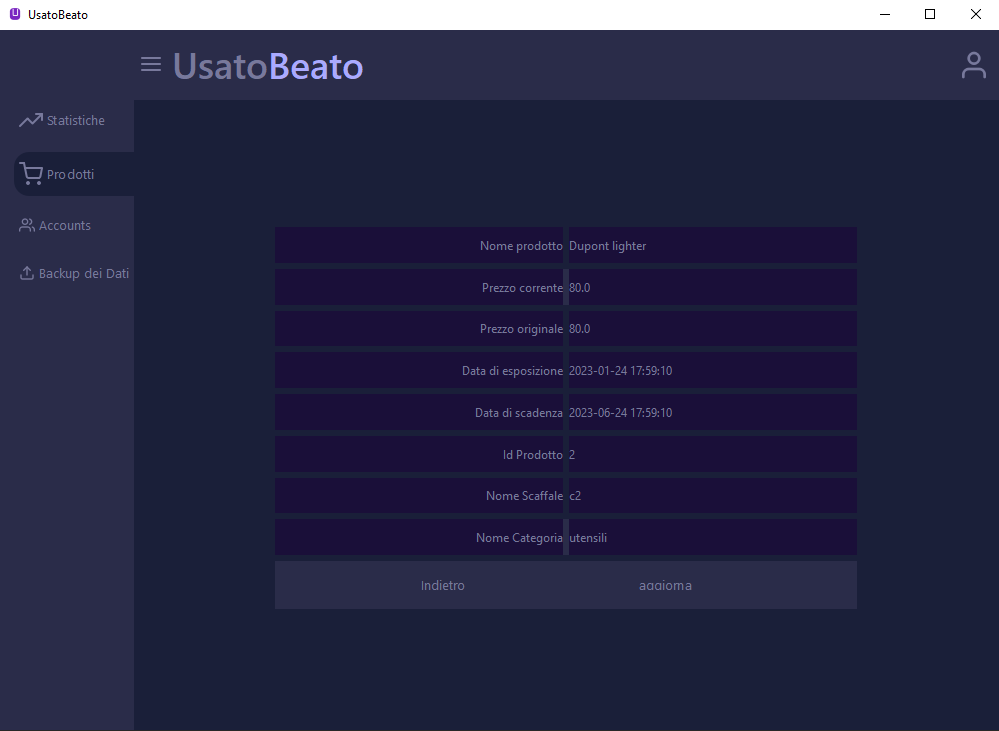 UsatoBeato
UsatoBeato
Statistiche
Prodotti
Accounts
Backup dei Dati
Nome prodotto Dupont lighter
Prezzo corrente 80.0
Prezzo originale 80.0
Data di esposizione 2023-01-24 17:59:10
Data di scadenza 2023-06-24 17:59:10
Id Prodotto 2
Nome Scaffale c2
Nome Categoria utensili
Indietro aggiorna